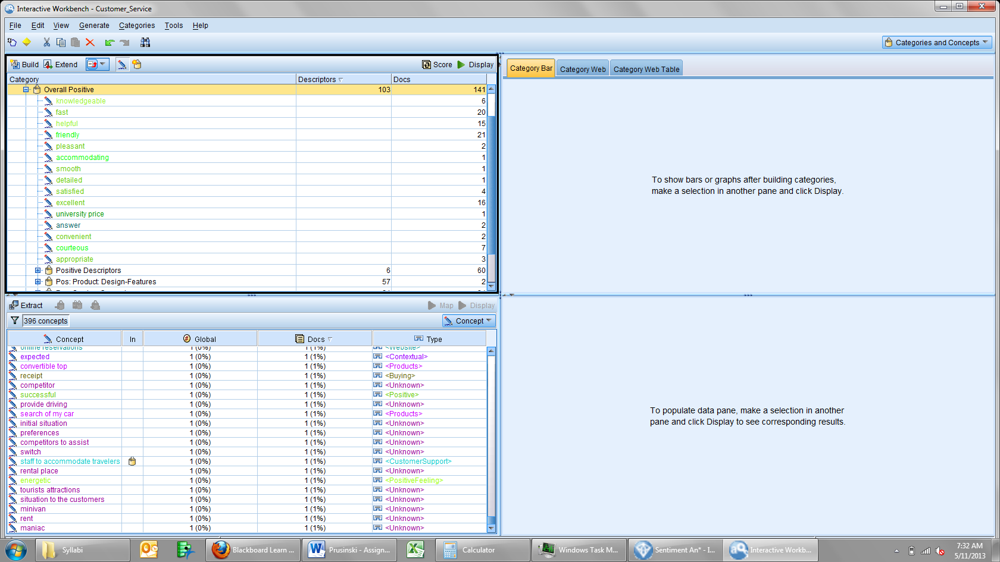 Interactive Workbench - Customer_Service
File Edit View Generate Categories Tools Help
Categories and Concepts
Build Extend Score Display
Category Descriptors Docs
Overall Positive 103 141
knowledgeable 6
fast 20
helpful 15
friendly 21
pleasant 2
accommodating 1
smooth 1
detailed 1
satisfied 4
excellent 16
university price 1
answer 2
convenient 2
courteous 7
appropriate 3
Positive Descriptors 6 60
Pos: Product: Design-Features 57 2
Category Bar Category Web Category Web Table
To show bars or graphs after building categories,
make a selection in another pane and click Display.
Extract Map Display
396 concepts Concept
Concept In Global Docs Type
online reservations 1 (0%) 1 (1%) <Website>
expected 1 (0%) 1 (1%) <Contextual>
convertible top 1 (0%) 1 (1%) <Products>
receipt 1 (0%) 1 (1%) <Buying>
competitor 1 (0%) 1 (1%) <Unknown>
successful 1 (0%) 1 (1%) <Positive>
provide driving 1 (0%) 1 (1%) <Unknown>
search of my car 1 (0%) 1 (1%) <Products>
initial situation 1 (0%) 1 (1%) <Unknown>
preferences 1 (0%) 1 (1%) <Unknown>
competitors to assist 1 (0%) 1 (1%) <Unknown>
switch 1 (0%) 1 (1%) <Unknown>
staff to accommodate travelers 1 (0%) 1 (1%) <CustomerSupport>
rental place 1 (0%) 1 (1%) <Unknown>
energetic 1 (0%) 1 (1%) <PositiveFeeling>
tourists attractions 1 (0%) 1 (1%) <Unknown>
situation to the customers 1 (0%) 1 (1%) <Unknown>
minivan 1 (0%) 1 (1%) <Unknown>
rent 1 (0%) 1 (1%) <Unknown>
maniac 1 (0%) 1 (1%) <Unknown>
To populate data pane, make a selection in another
pane and click Display to see corresponding results.
Syllabi Blackboard Learn ... Prusinski - Assign... Calculator Windows Task M... Sentiment An* - I... Interactive Workb... 7:32 AM
5/11/2013